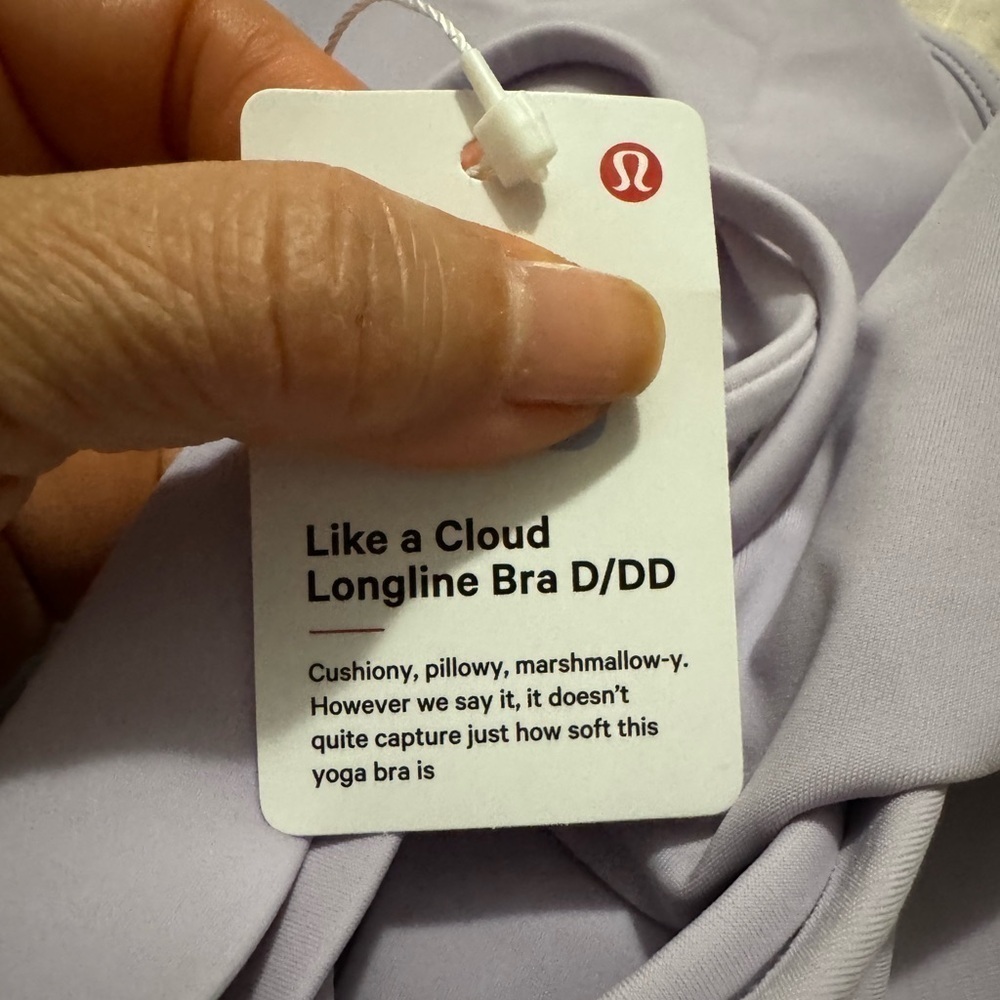 Like a Cloud
Longline Bra D/DD
Cushiony, pillowy, marshmallow-y.
However we say it, it doesn't
quite capture just how soft this
yoga bra is